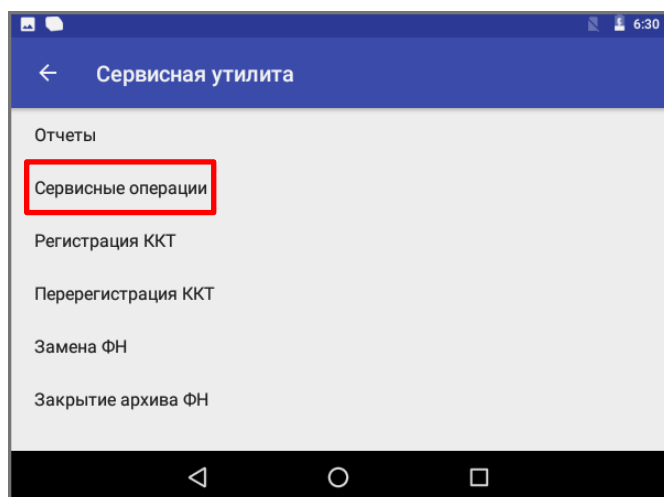 6:30
Сервисная утилита
Отчеты
Сервисные операции
Регистрация ККТ
Перерегистрация ККТ
Замена ФН
Закрытие архива ФН